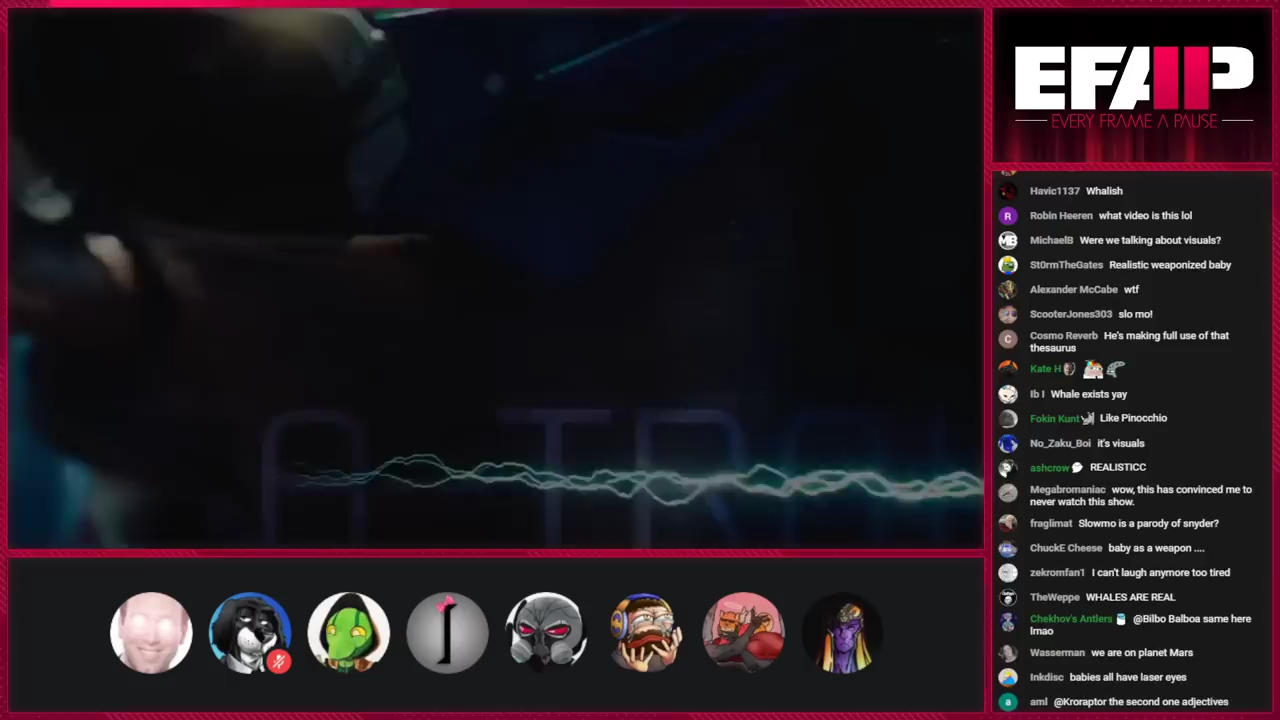 EFAP
EVERY FRAME A PAUSE
Havic1137 Whalish
R Robin Heeren what video is this lol
MB MichaelB Were we talking about visuals?
St0rmTheGates Realistic weaponized baby
Alexander McCabe wtf
ScooterJones303 slo mo!
C Cosmo Reverb He's making full use of that
thesaurus
Kate H
Ib I Whale exists yay
Fokin Kunt Like Pinocchio
No_Zaku_Boi it's visuals
ashcrow REALISTICC
Megabromaniac wow, this has convinced me to
never watch this show.
fraglimat Slowmo is a parody of snyder?
ChuckE Cheese baby as a weapon ....
zekromfan1 I can't laugh anymore too tired
TheWeppe WHALES ARE REAL
Chekhov's Antlers @Bilbo Balboa same here
lmao
Wasserman we are on planet Mars
Inkdisc babies all have laser eyes
a aml @Kroraptor the second one adjectives
A TRA